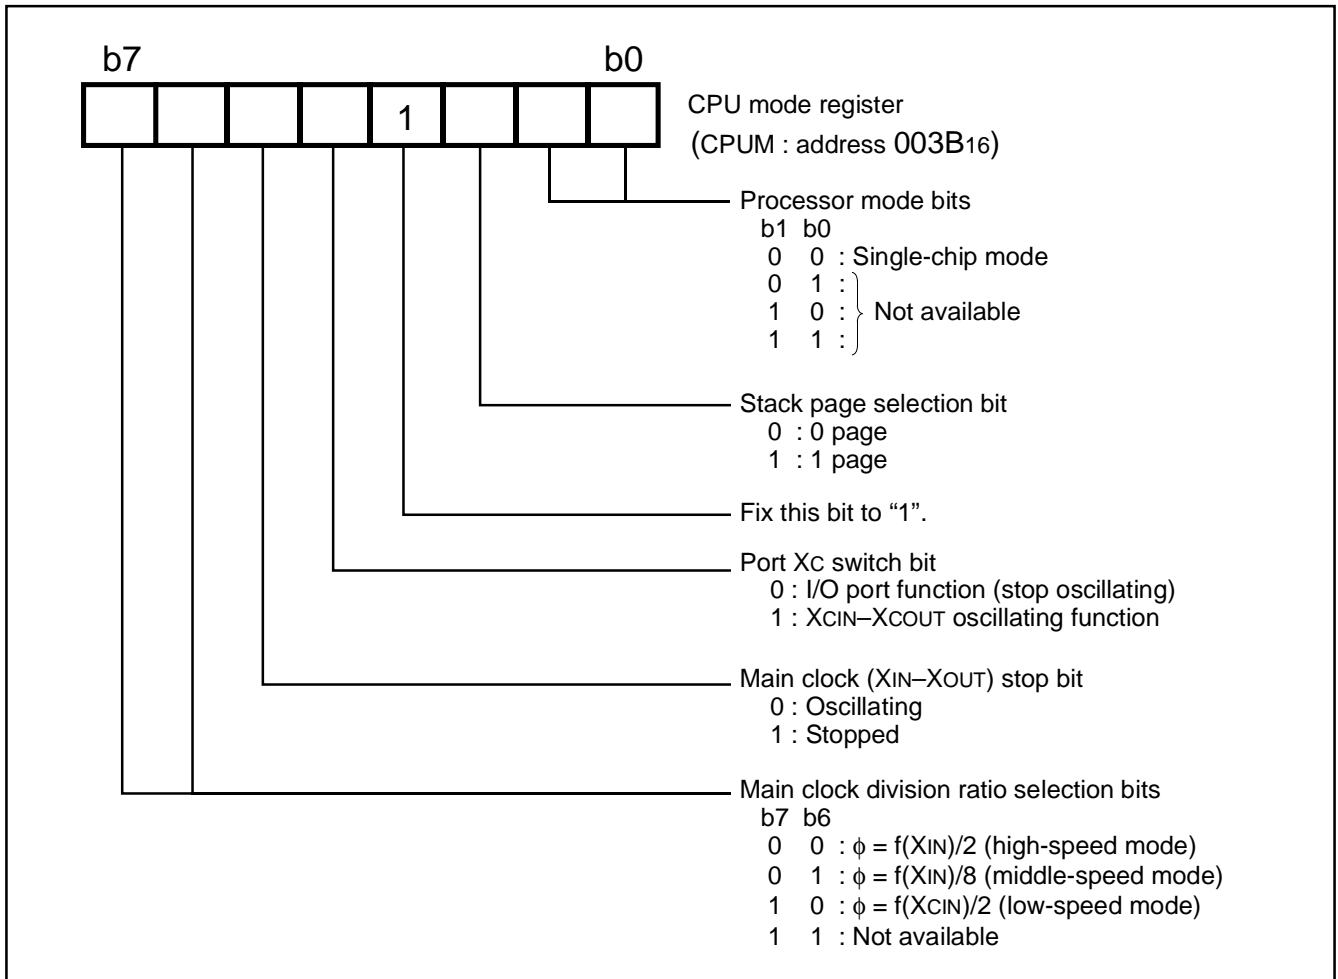 b7 b0
1
CPU mode register
(CPUM : address 003B16)
Processor mode bits
b1 b0
0 0 : Single-chip mode
0 1 :
1 0 : Not available
1 1 :
Stack page selection bit
0 : 0 page
1 : 1 page
Fix this bit to “1”.
Port XC switch bit
0 : I/O port function (stop oscillating)
1 : XCIN–XCOUT oscillating function
Main clock (XIN–XOUT) stop bit
0 : Oscillating
1 : Stopped
Main clock division ratio selection bits
b7 b6
0 0 : ϕ = f(XIN)/2 (high-speed mode)
0 1 : ϕ = f(XIN)/8 (middle-speed mode)
1 0 : ϕ = f(XCIN)/2 (low-speed mode)
1 1 : Not available